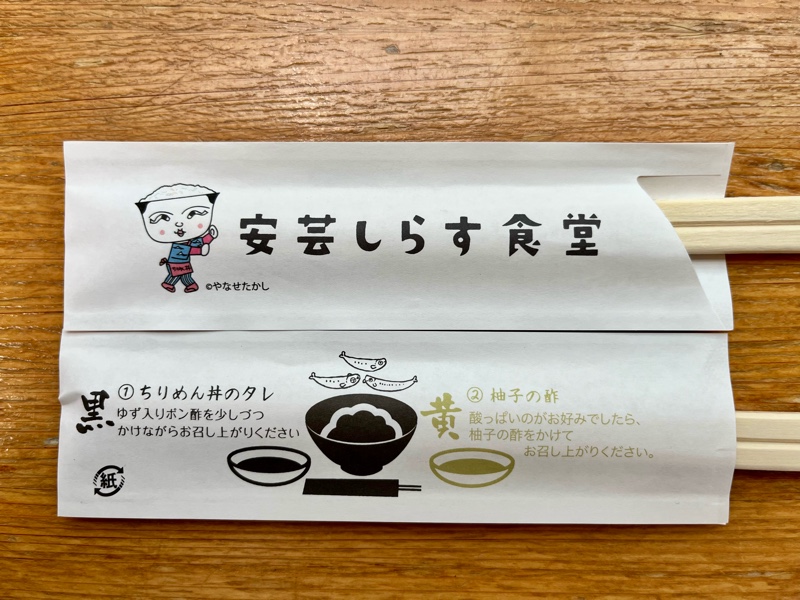 安芸しらす食堂
©やなせたかし
黒
①ちりめん丼のタレ
ゆず入りポン酢を少しづつ
かけながらお召し上がりください
紙
黄
②柚子の酢
酸っぱいのがお好みでしたら、
柚子の酢をかけて
お召し上がりください。